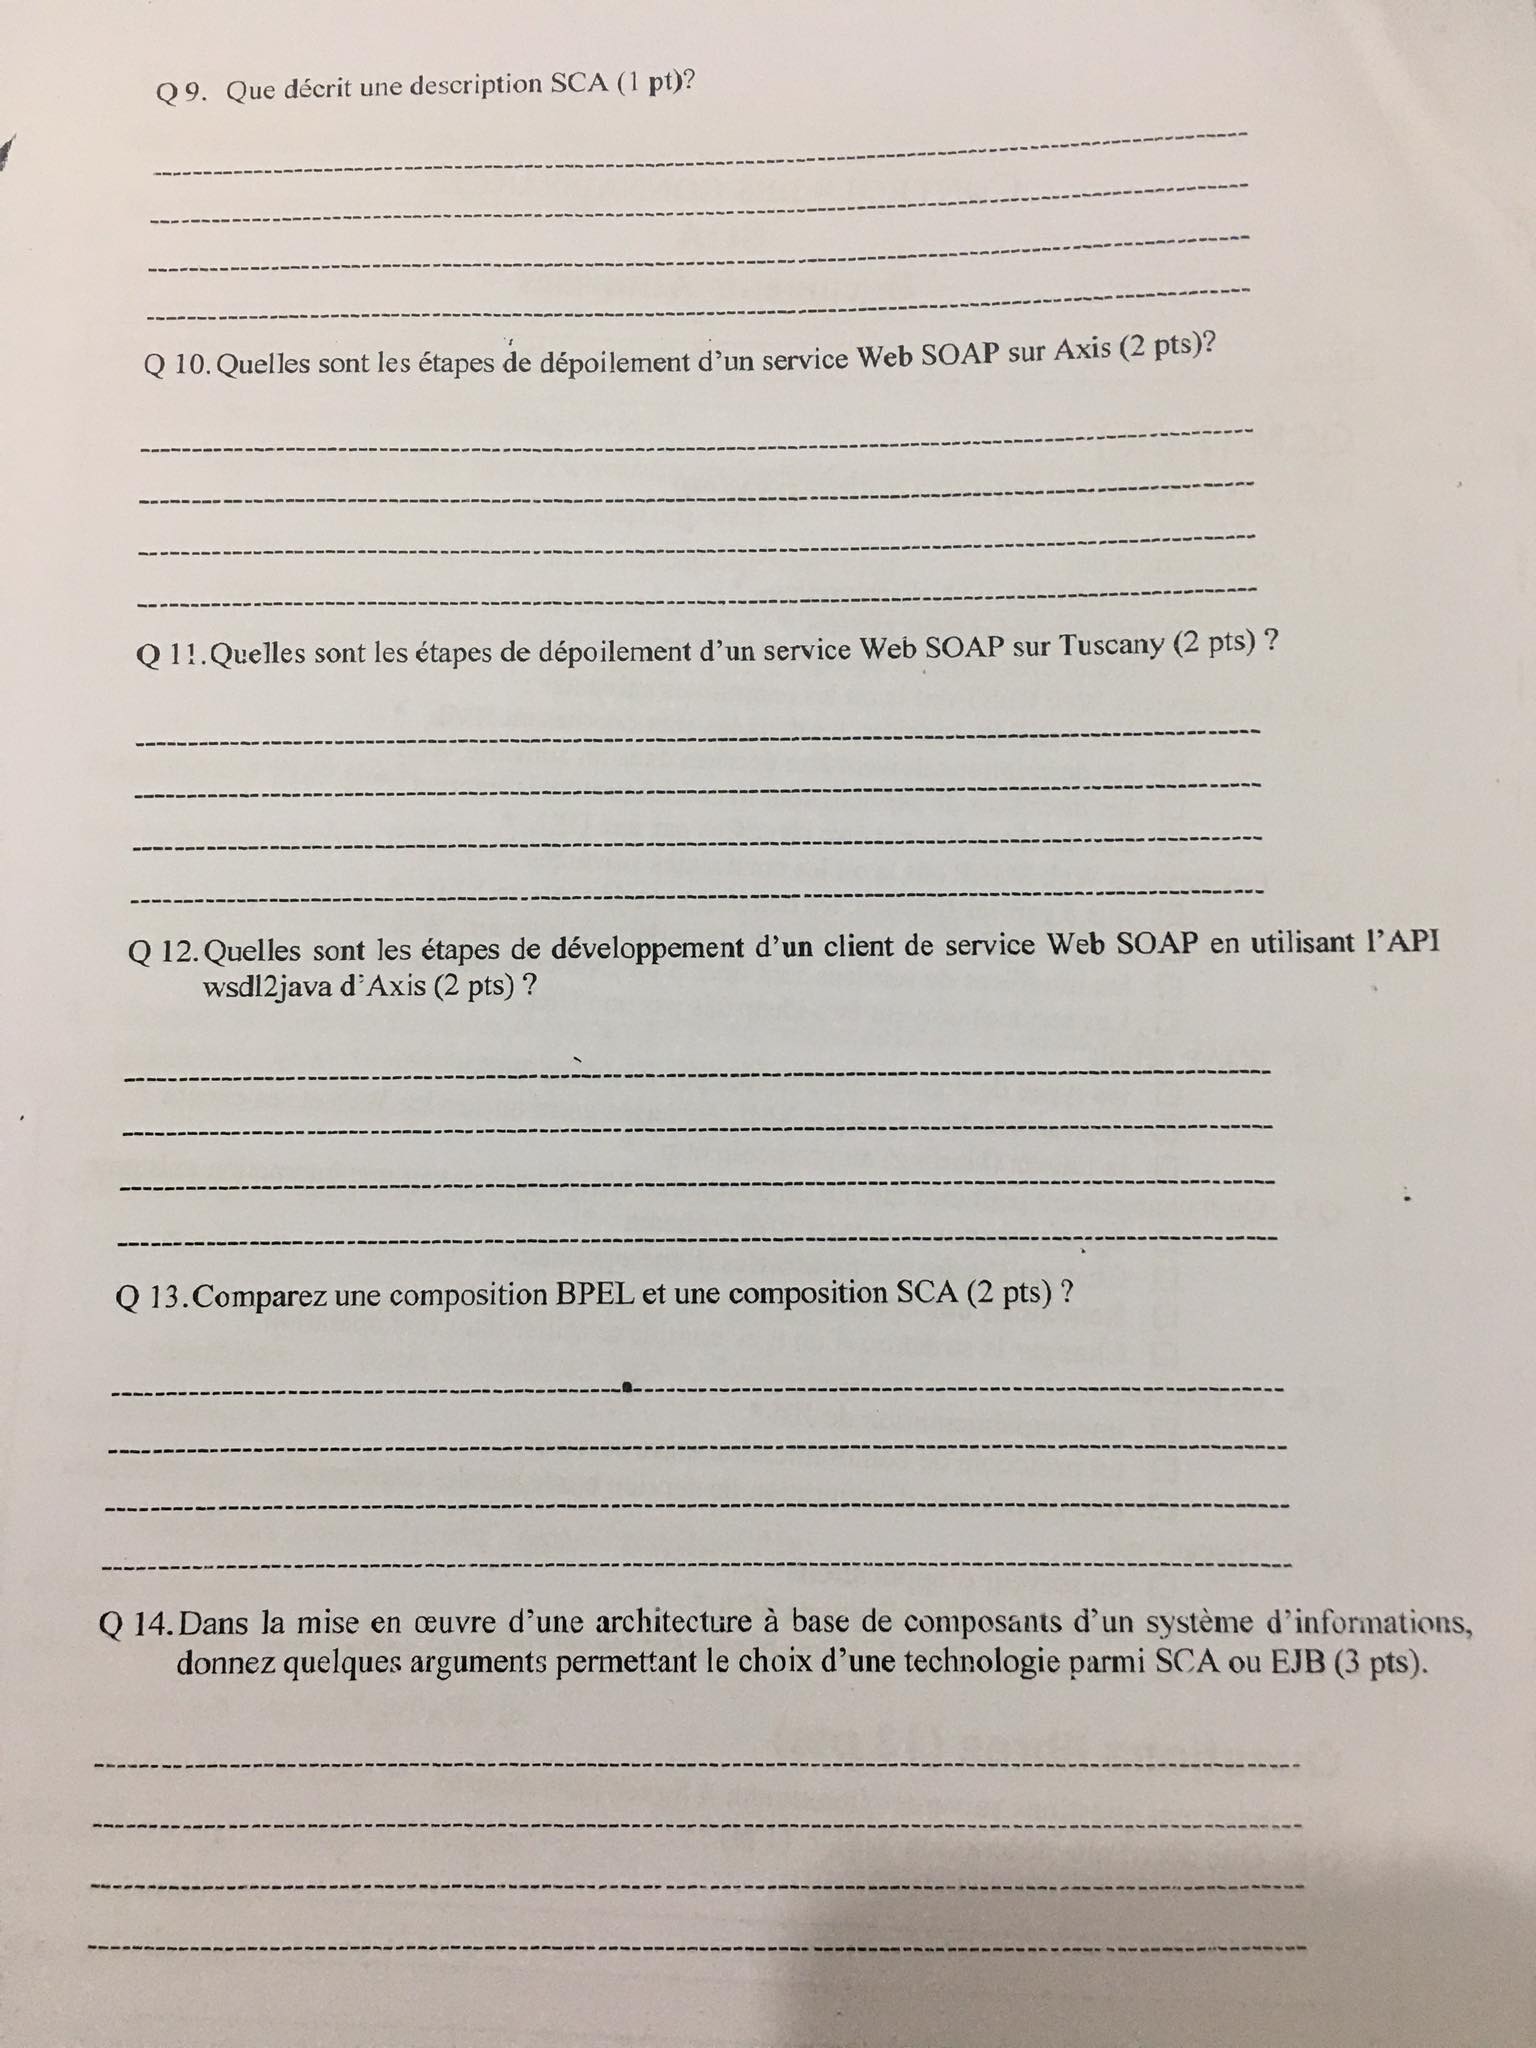 Q 9. Que décrit une description SCA (1 pt)?
Q 10. Quelles sont les étapes de dépoilement d'un service Web SOAP sur Axis (2 pts)?
Q 11. Quelles sont les étapes de dépoilement d'un service Web SOAP sur Tuscany (2 pts) ?
Q 12. Quelles sont les étapes de développement d'un client de service Web SOAP en utilisant l'API
wsdl2java d'Axis (2 pts) ?
Q 13. Comparez une composition BPEL et une composition SCA (2 pts) ?
Q 14. Dans la mise en œuvre d'une architecture à base de composants d'un système d'informations,
donnez quelques arguments permettant le choix d'une technologie parmi SCA ou EJB (3 pts).